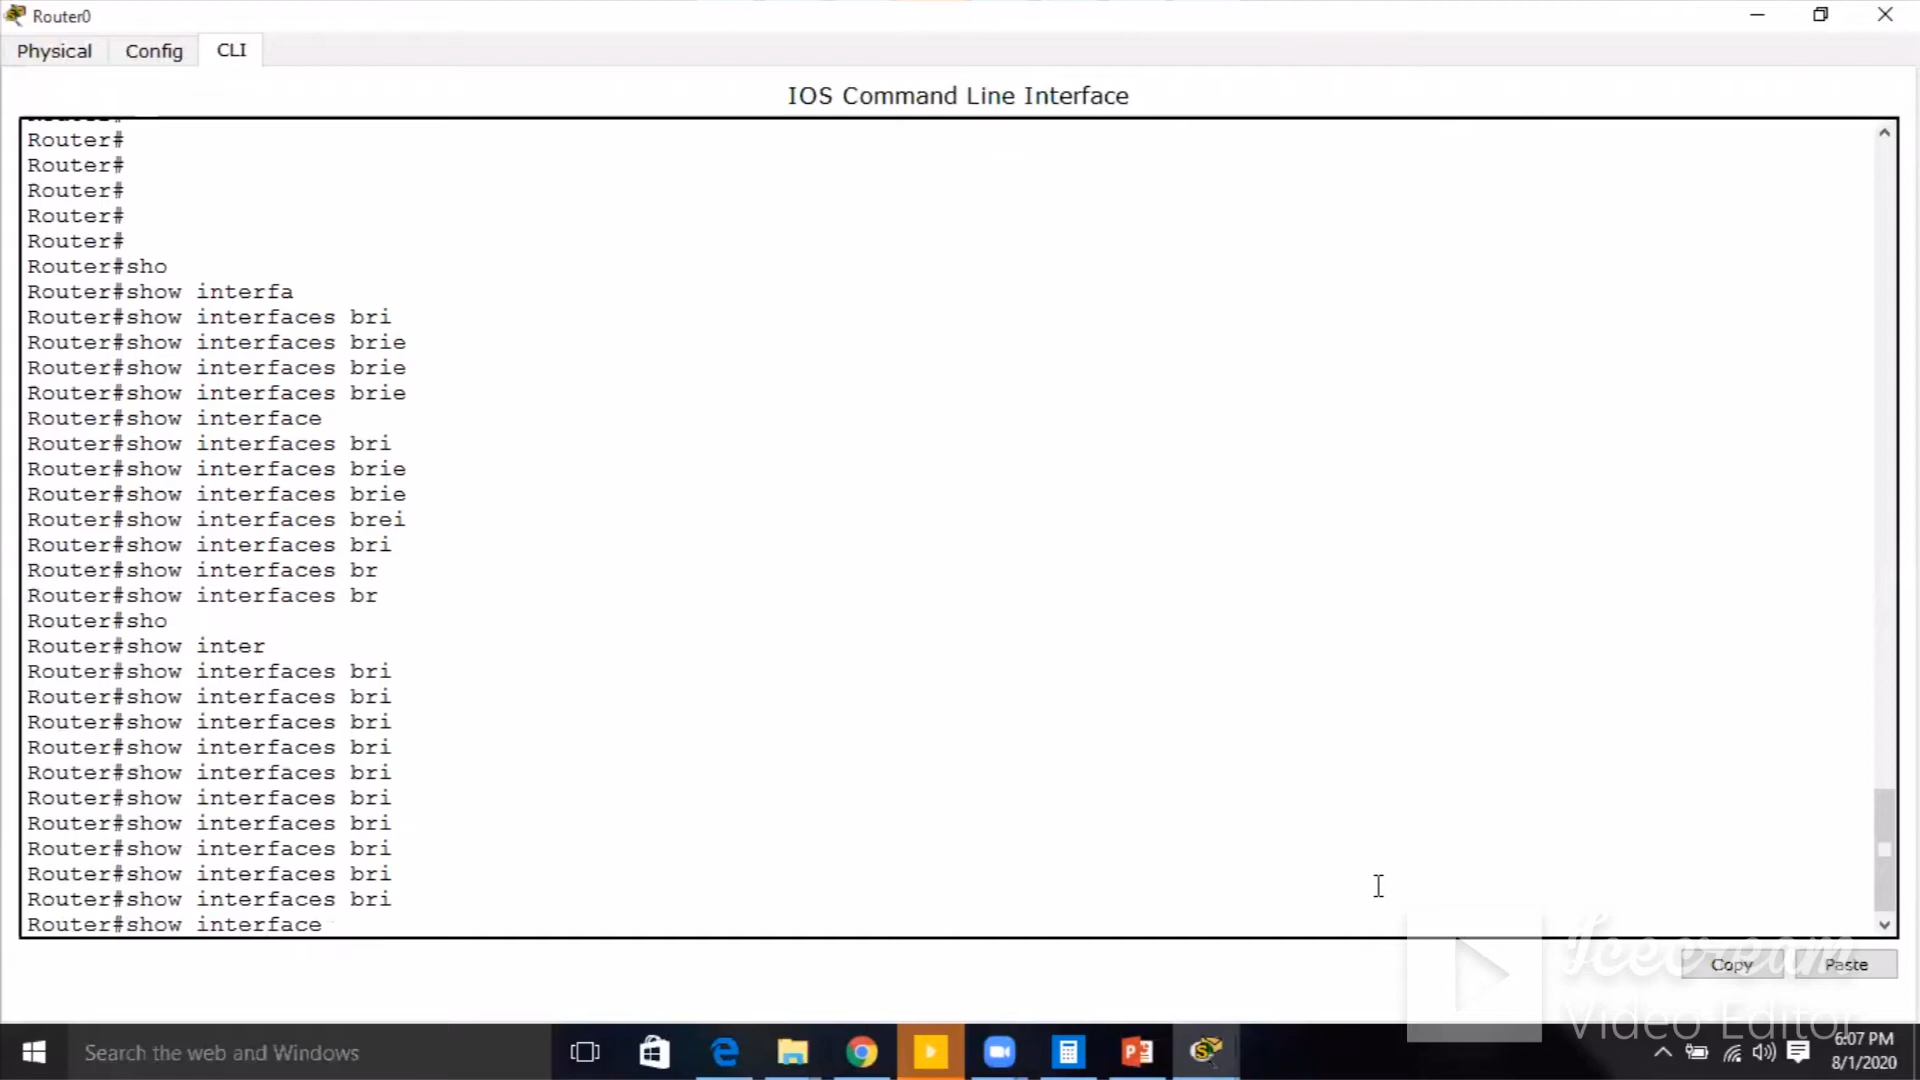 Router0
Physical Config CLI
IOS Command Line Interface
Router#
Router#
Router#
Router#
Router#
Router#
Router#sho
Router#show interfa
Router#show interfaces bri
Router#show interfaces brie
Router#show interfaces brie
Router#show interfaces brie
Router#show interface
Router#show interfaces bri
Router#show interfaces brie
Router#show interfaces brie
Router#show interfaces brei
Router#show interfaces bri
Router#show interfaces br
Router#show interfaces br
Router#sho
Router#show inter
Router#show interfaces bri
Router#show interfaces bri
Router#show interfaces bri
Router#show interfaces bri
Router#show interfaces bri
Router#show interfaces bri
Router#show interfaces bri
Router#show interfaces bri
Router#show interfaces bri
Router#show interfaces bri
Router#show interface
Copy Paste
Icecream
Video Editor
Search the web and Windows
6:07 PM
8/1/2020